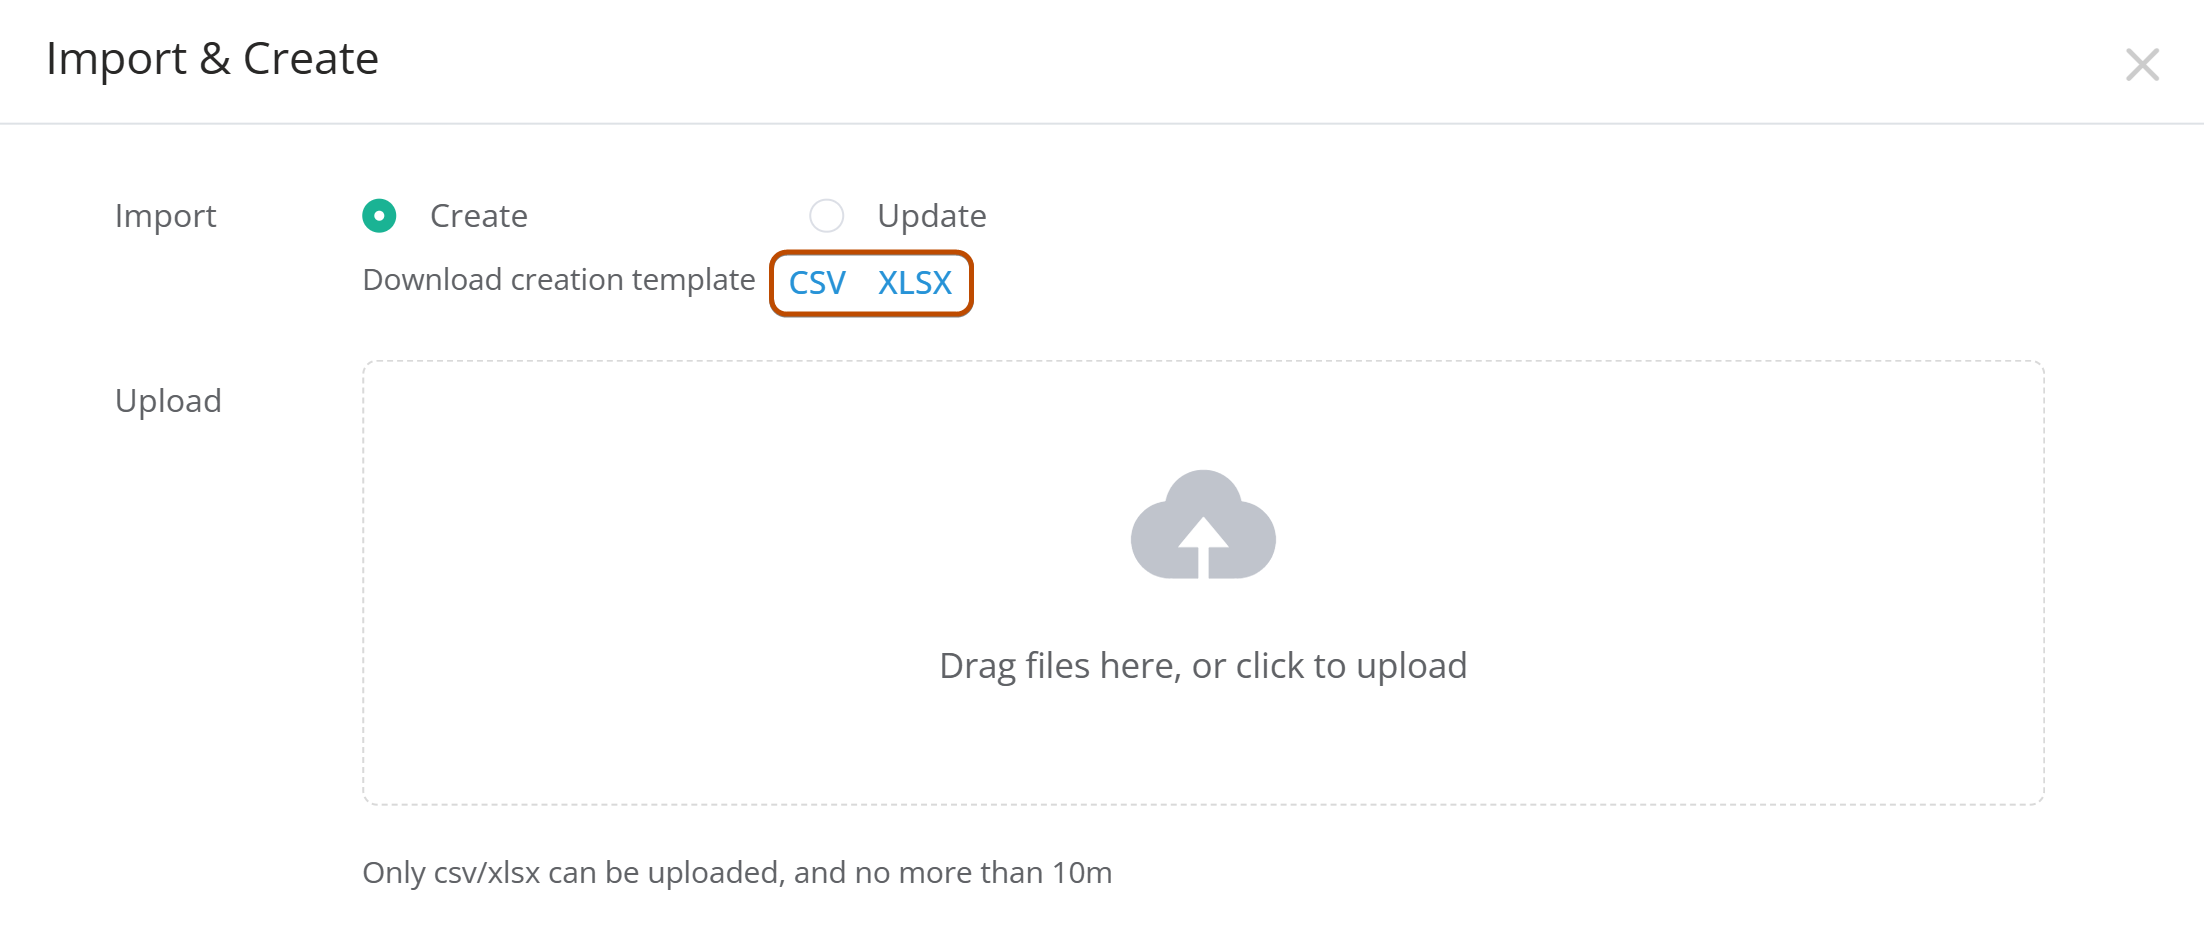 Import & Create
Import Create Update
Download creation template CSV XLSX
Upload
Drag files here, or click to upload
Only csv/xlsx can be uploaded, and no more than 10m